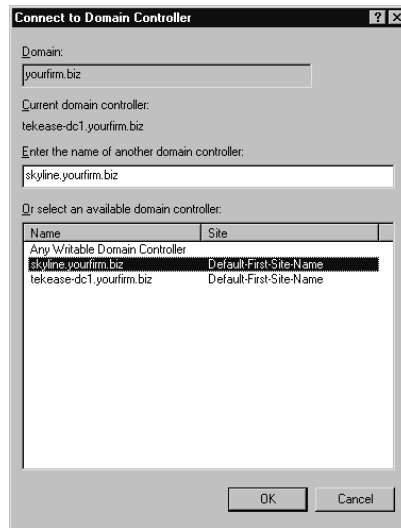 Connect to Domain Controller
Domain:
yourfirm.biz
Current domain controller:
tekease-dc1.yourfirm.biz
Enter the name of another domain controller:
skyline.yourfirm.biz
Or select an available domain controller:
Name Site
Any Writable Domain Controller
skyline.yourfirm.biz Default-First-Site-Name
tekease-dc1.yourfirm.biz Default-First-Site-Name
OK Cancel